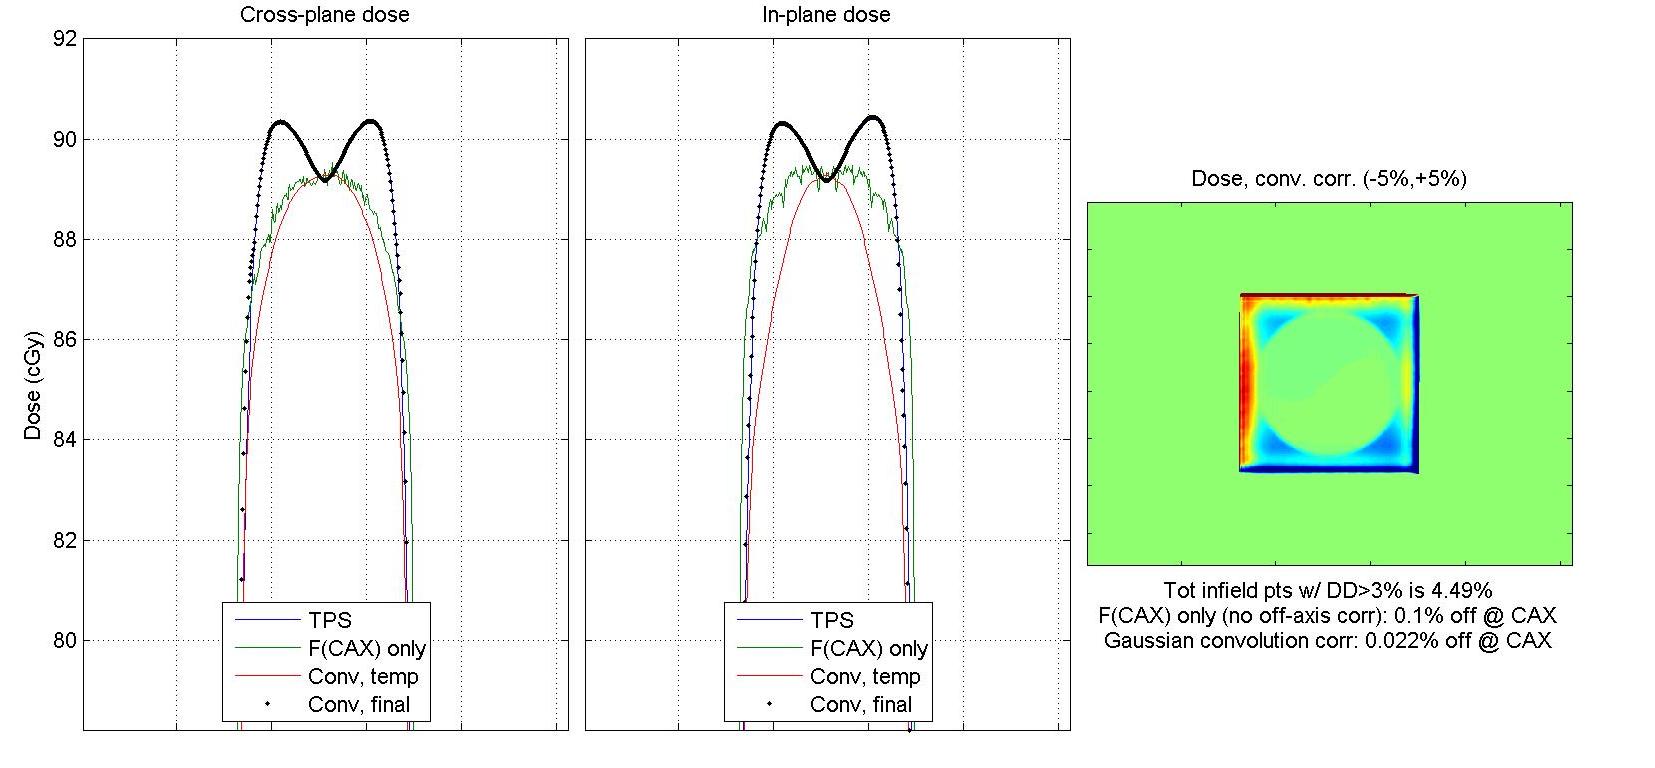 Cross-plane dose
In-plane dose
92
90
88
86
84
82
80
Dose (cGy)
TPS
F(CAX) only
Conv, temp
Conv, final
TPS
F(CAX) only
Conv, temp
Conv, final
Dose, conv. corr. (-5%,+5%)
Tot infield pts w/ DD>3% is 4.49%
F(CAX) only (no off-axis corr): 0.1% off @ CAX
Gaussian convolution corr: 0.022% off @ CAX